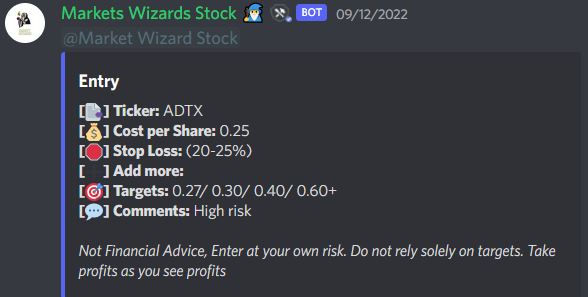 Markets Wizards Stock 🧙‍♂️ BOT 09/12/2022
@Market Wizard Stock
Entry
[📄] Ticker: ADTX
[💰] Cost per Share: 0.25
[🛑] Stop Loss: (20-25%)
[➕] Add more:
[🎯] Targets: 0.27/ 0.30/ 0.40/ 0.60+
[💬] Comments: High risk
Not Financial Advice, Enter at your own risk. Do not rely solely on targets. Take
profits as you see profits